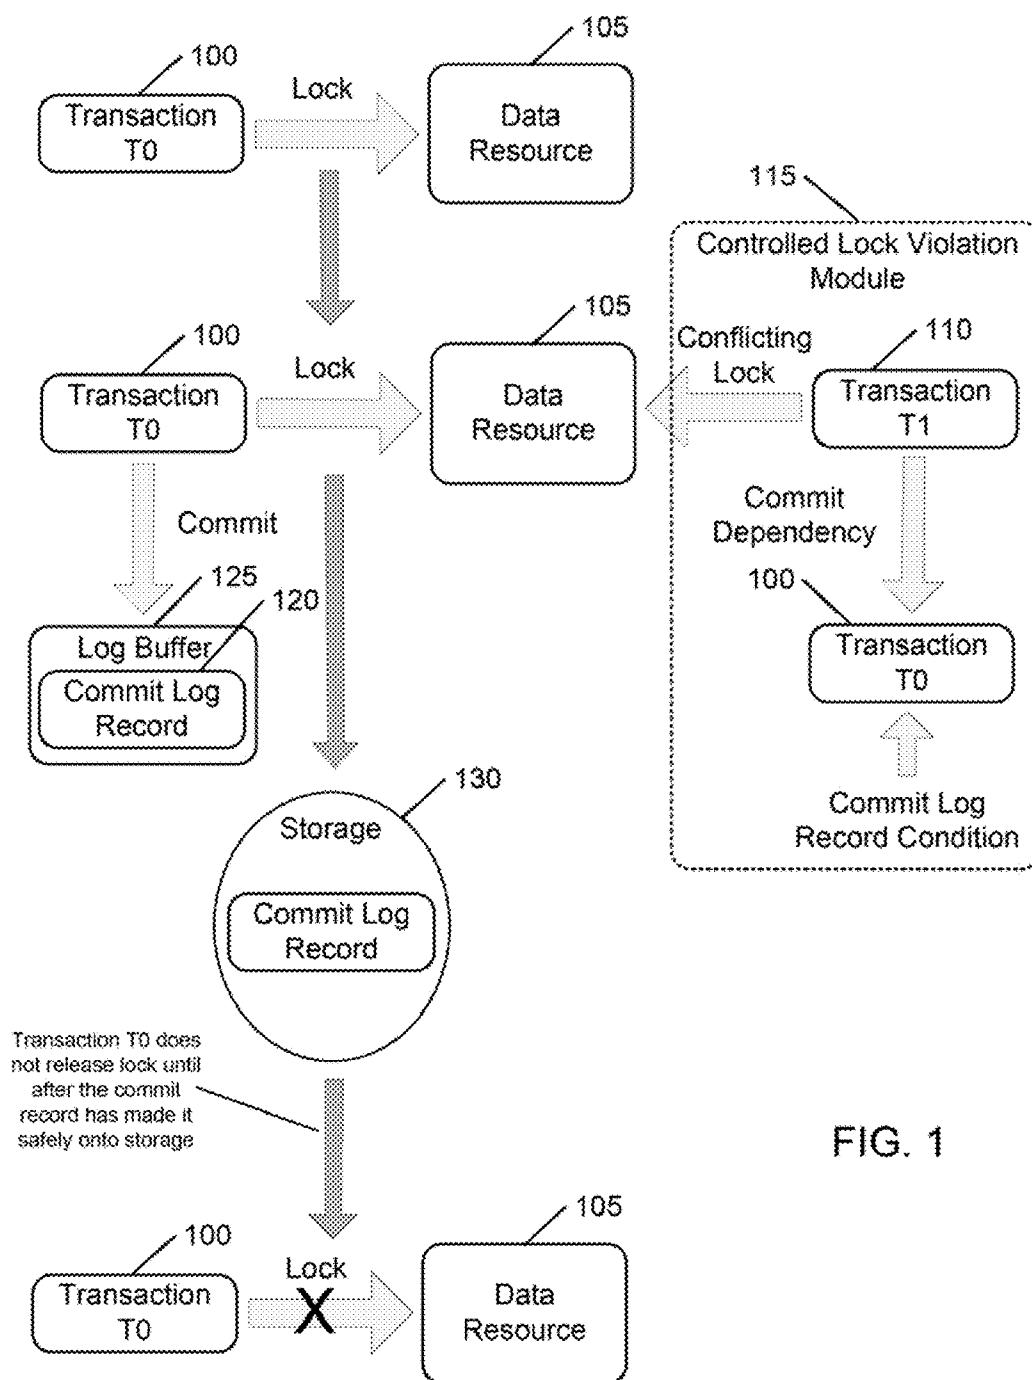 100
Transaction
T0
Lock
105
Data
Resource
115
Controlled Lock Violation
Module
100
Transaction
T0
Lock
105
Data
Resource
Conflicting
Lock
110
Transaction
T1
Commit
Commit
Dependency
125
120
Log Buffer
Commit Log
Record
100
Transaction
T0
Commit Log
Record Condition
130
Storage
Commit Log
Record
Transaction T0 does
not release lock until
after the commit
record has made it
safely onto storage
FIG. 1
100
Transaction
T0
Lock
X
105
Data
Resource